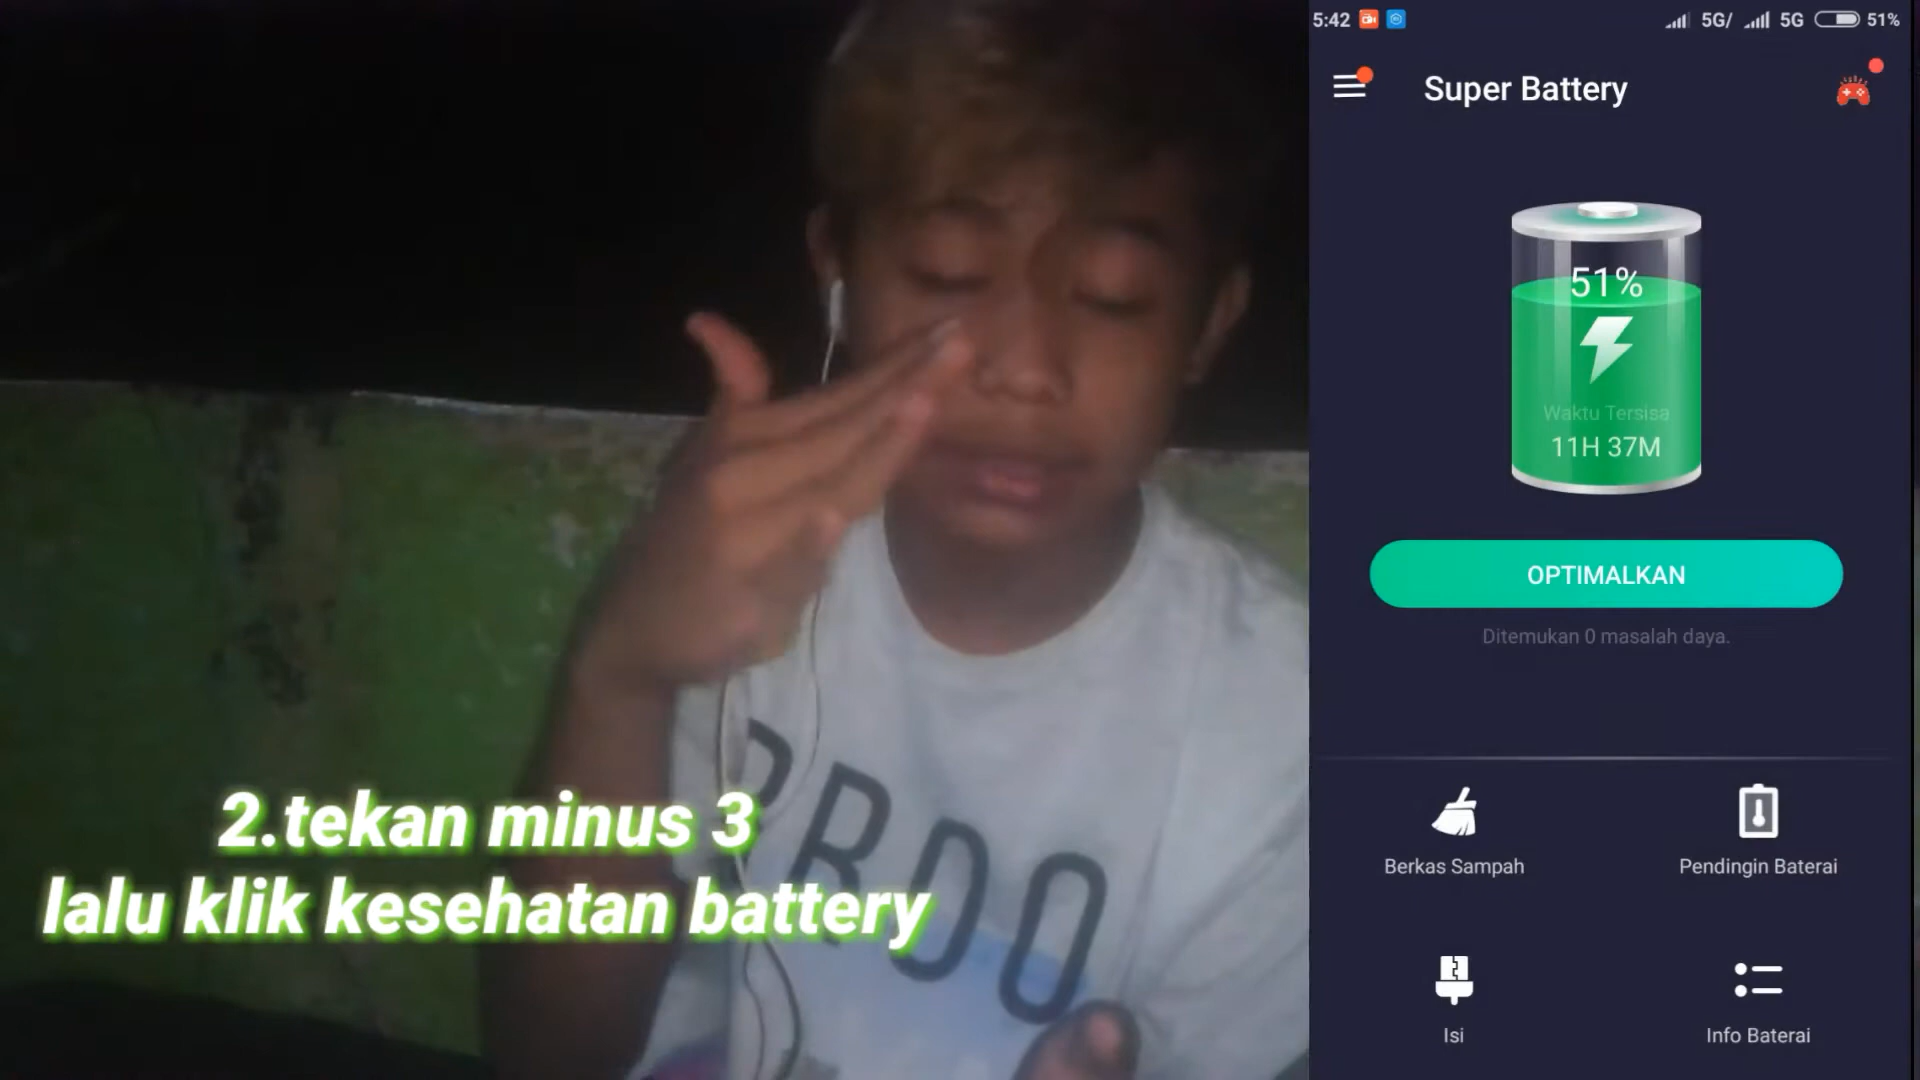 5:42 5G/ 5G 51%
Super Battery
51%
Waktu Tersisa
11H 37M
OPTIMALKAN
Ditemukan 0 masalah daya.
Berkas Sampah
Pendingin Baterai
Isi
Info Baterai
2.tekan minus 3
lalu klik kesehatan battery